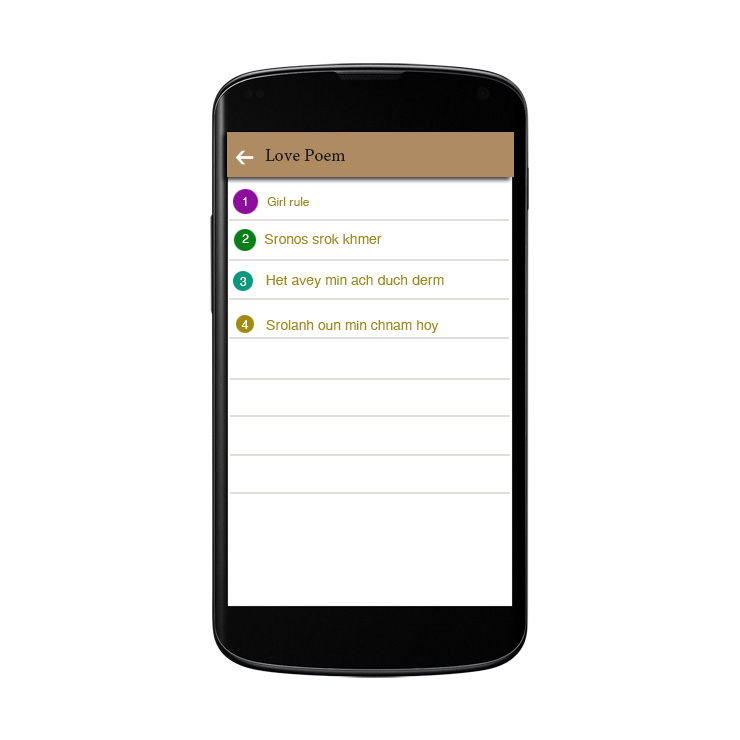 Love Poem
1 Girl rule
2 Sronos srok khmer
3 Het avey min ach duch derm
4 Srolanh oun min chnam hoy